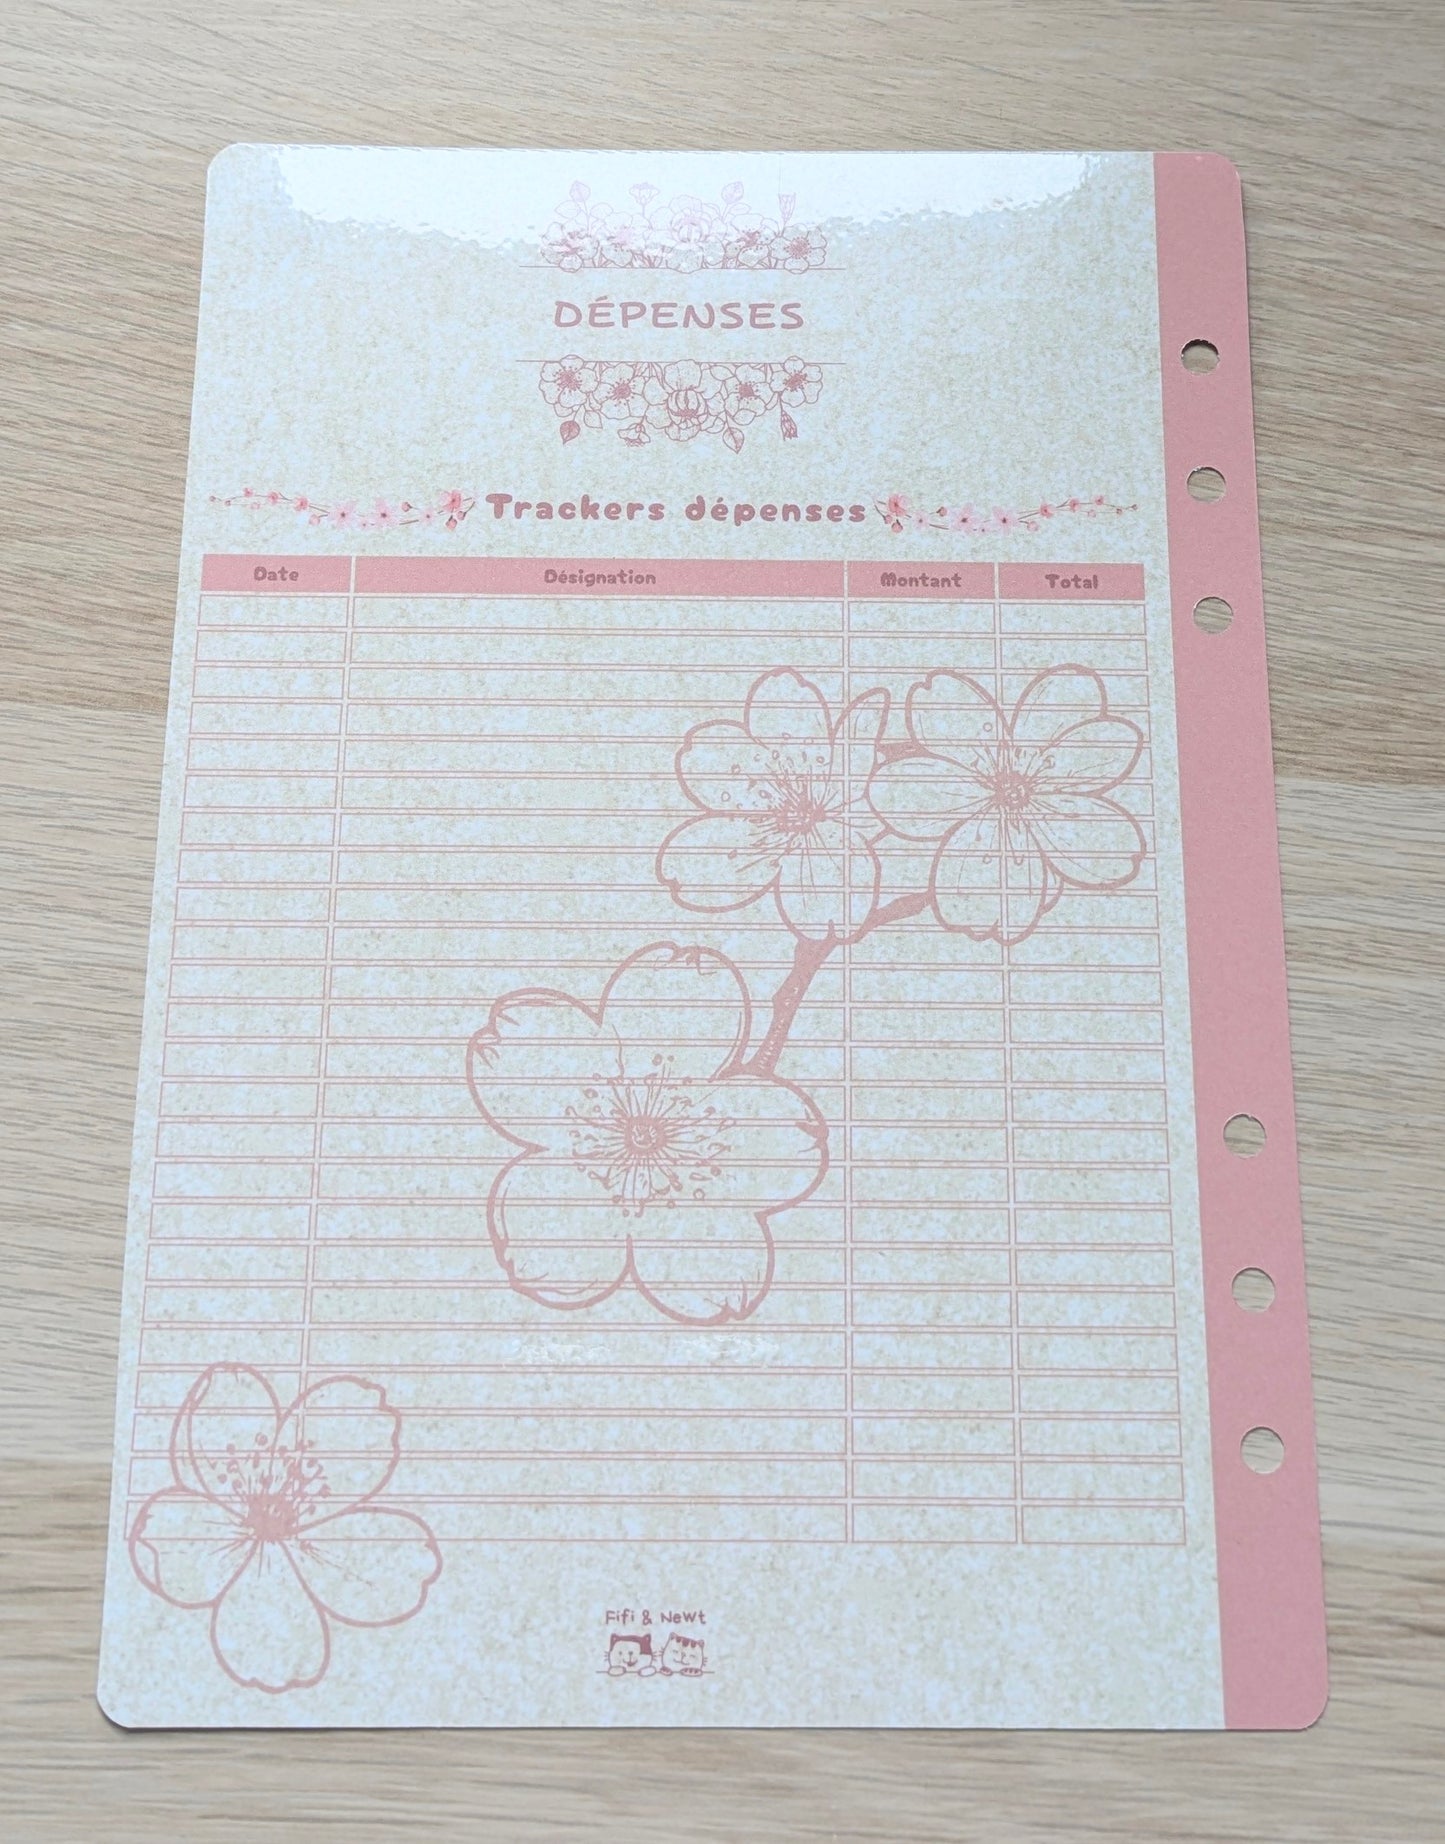 DÉPENSES
Trackers dépenses
Date Désignation Montant Total
Fifi & Newt